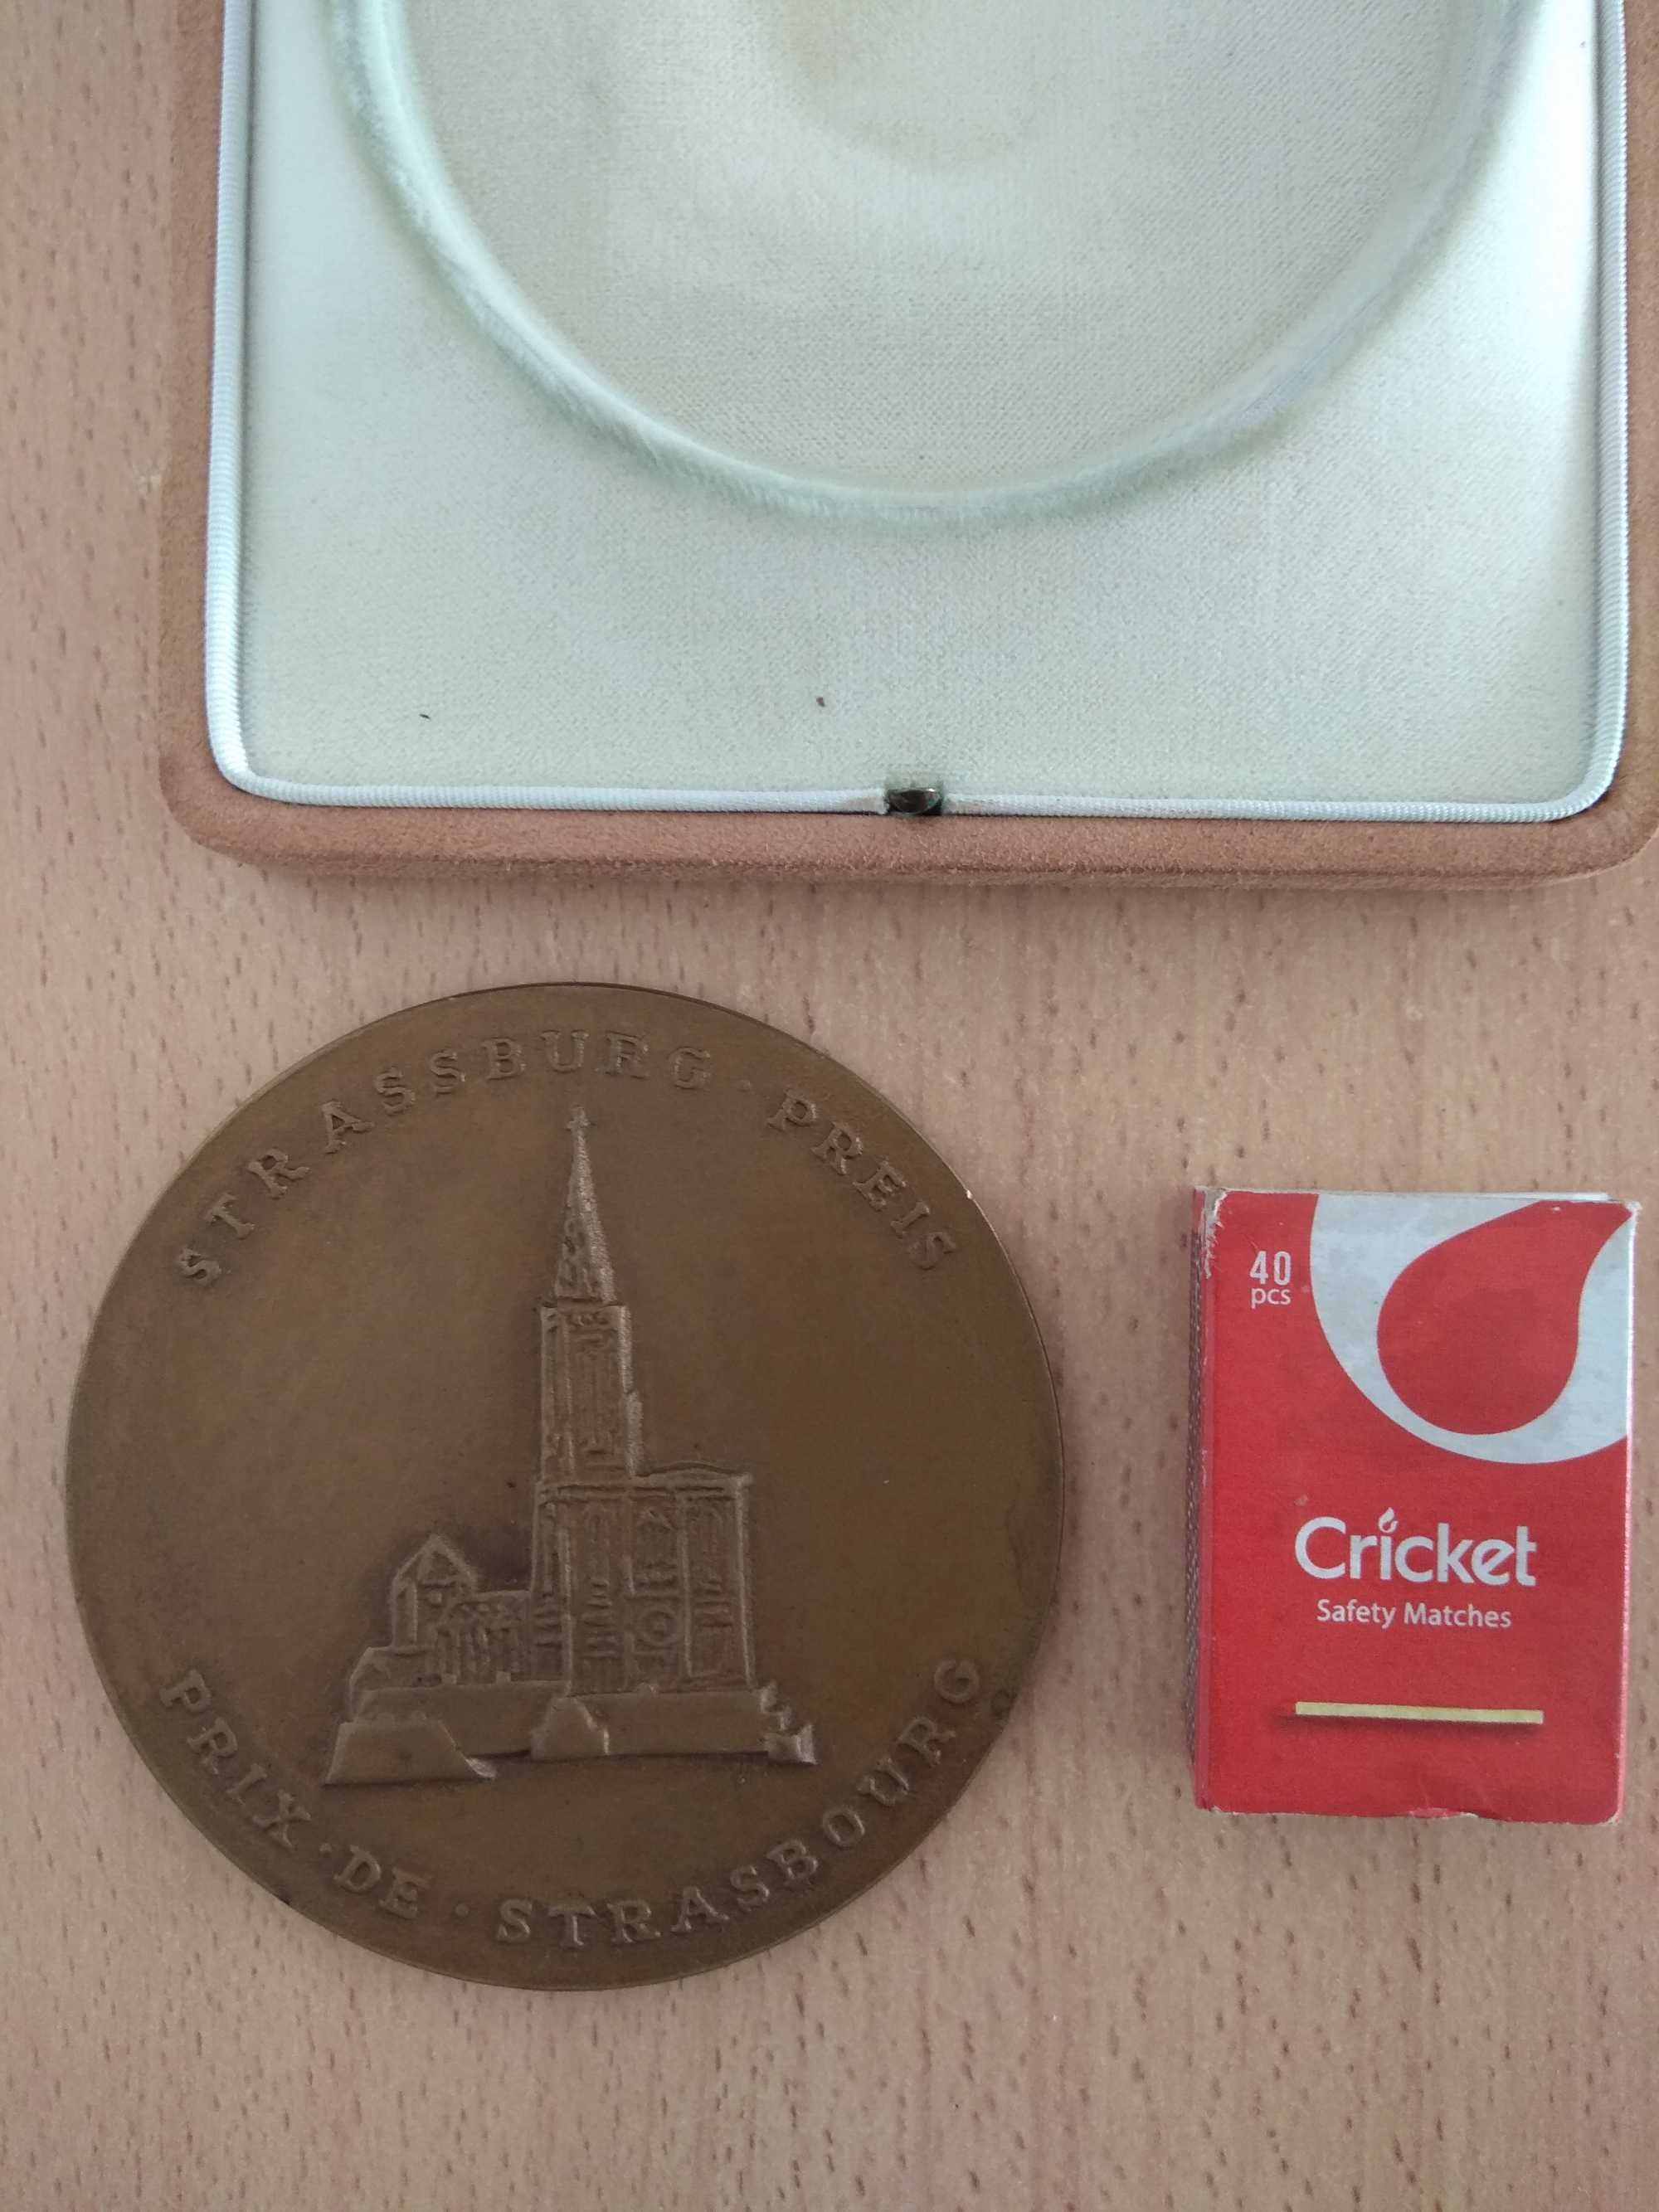 STRASSBURG · PREIS
PRIX · DE · STRASBOURG
40
pcs
Cricket
Safety Matches